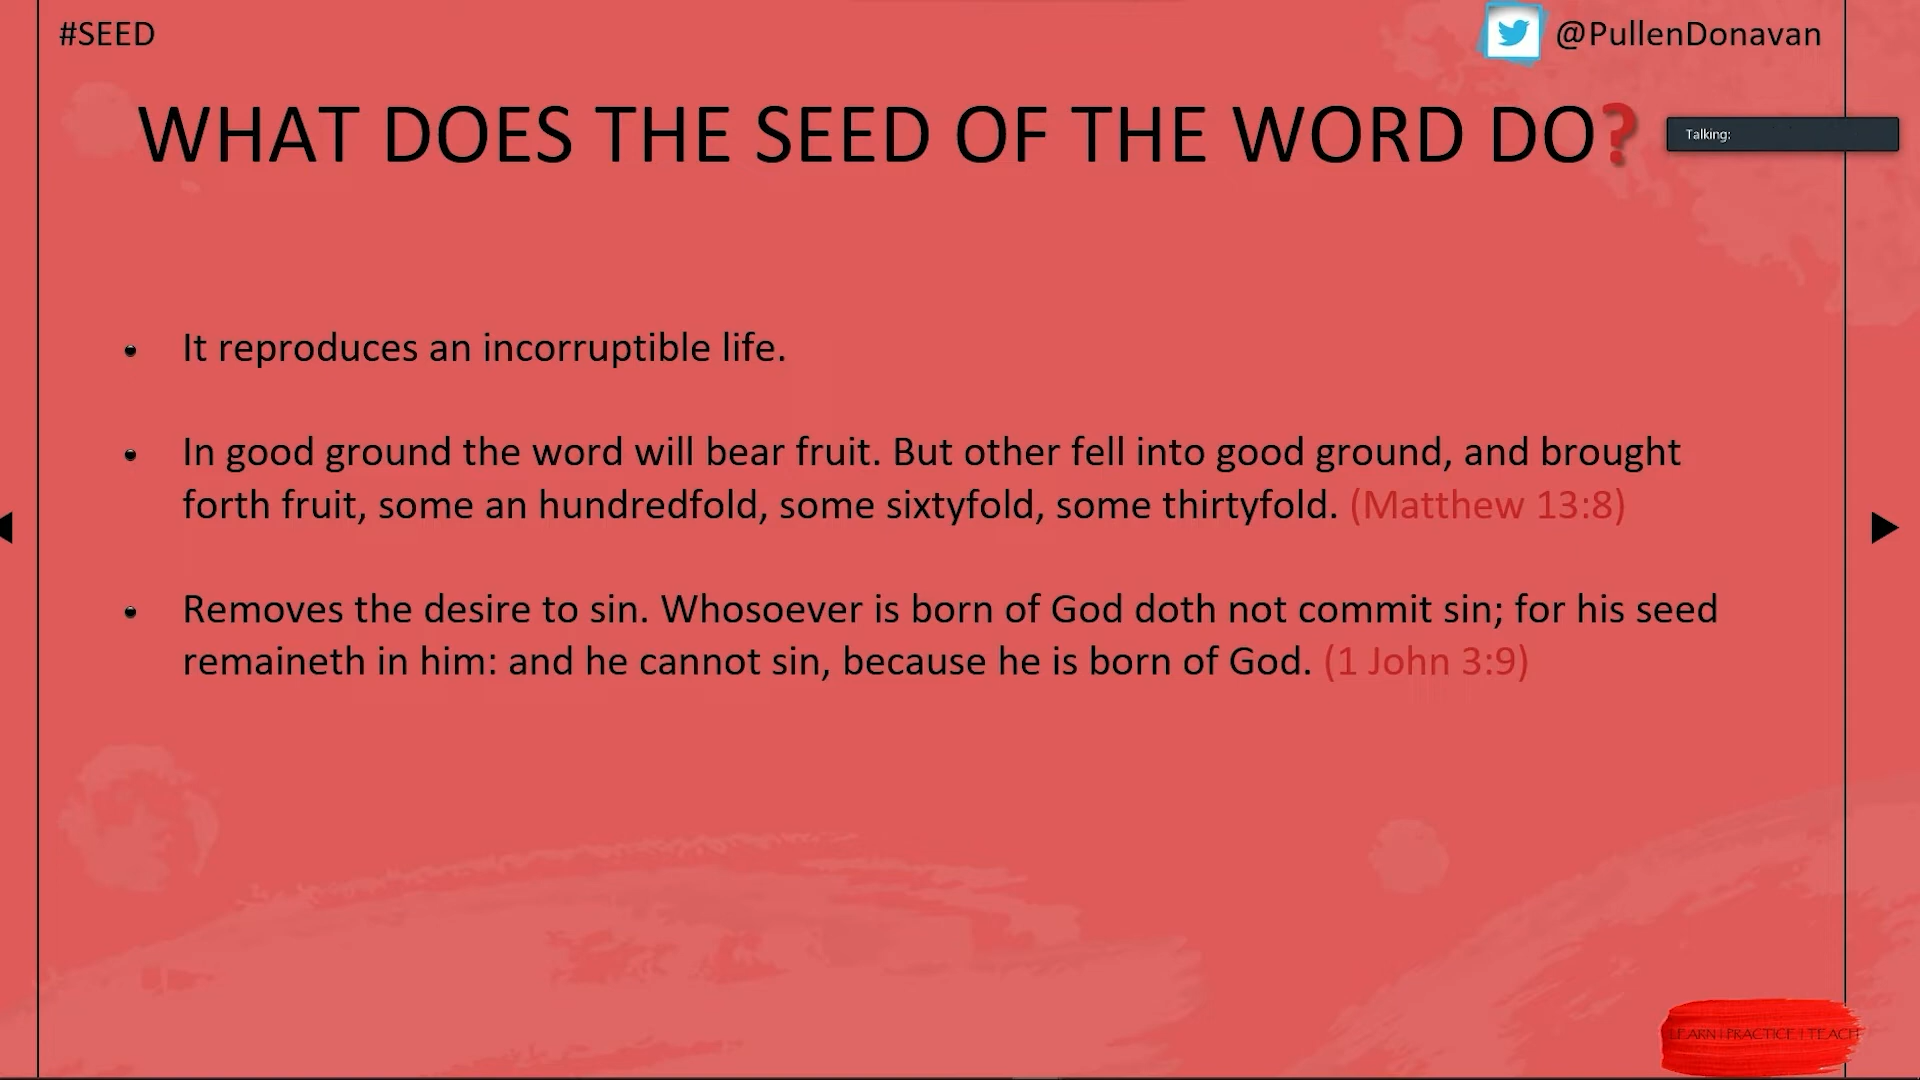 #SEED
@PullenDonavan
WHAT DOES THE SEED OF THE WORD DO?
Talking:
• It reproduces an incorruptible life.
• In good ground the word will bear fruit. But other fell into good ground, and brought
forth fruit, some an hundredfold, some sixtyfold, some thirtyfold. (Matthew 13:8)
• Removes the desire to sin. Whosoever is born of God doth not commit sin; for his seed
remaineth in him: and he cannot sin, because he is born of God. (1 John 3:9)
LEARN | PRACTICE | TEACH